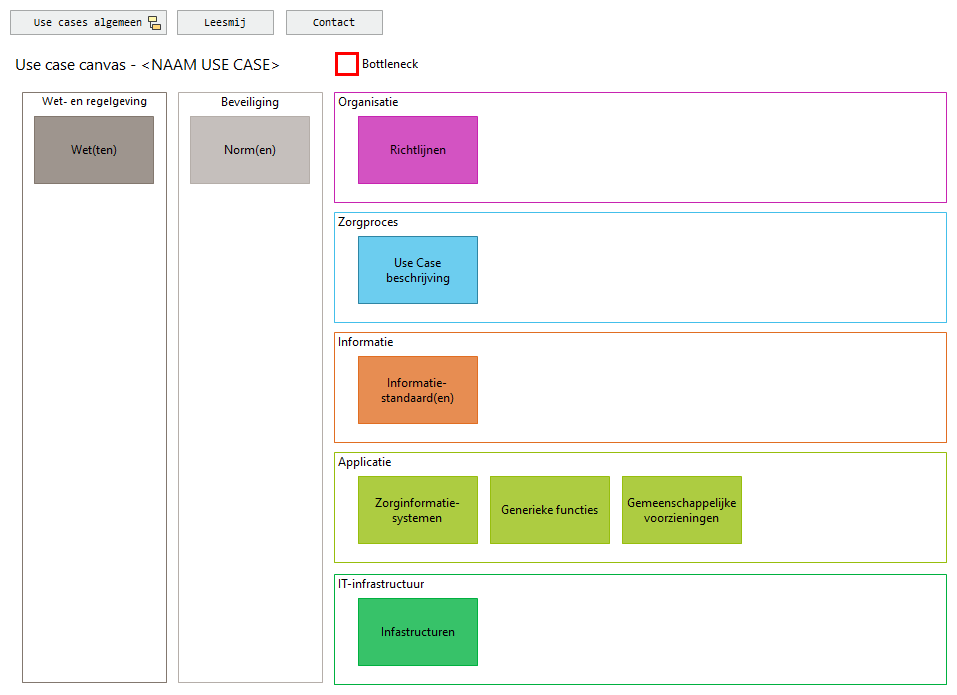 Use cases algemeen
Leesmij
Contact
Use case canvas - <NAAM USE CASE>
Bottleneck
Wet- en regelgeving
Wet(ten)
Beveiliging
Norm(en)
Organisatie
Richtlijnen
Zorgproces
Use Case
beschrijving
Informatie
Informatie-
standaard(en)
Applicatie
Zorginformatie-
systemen
Generieke functies
Gemeenschappelijke
voorzieningen
IT-infrastructuur
Infastructuren